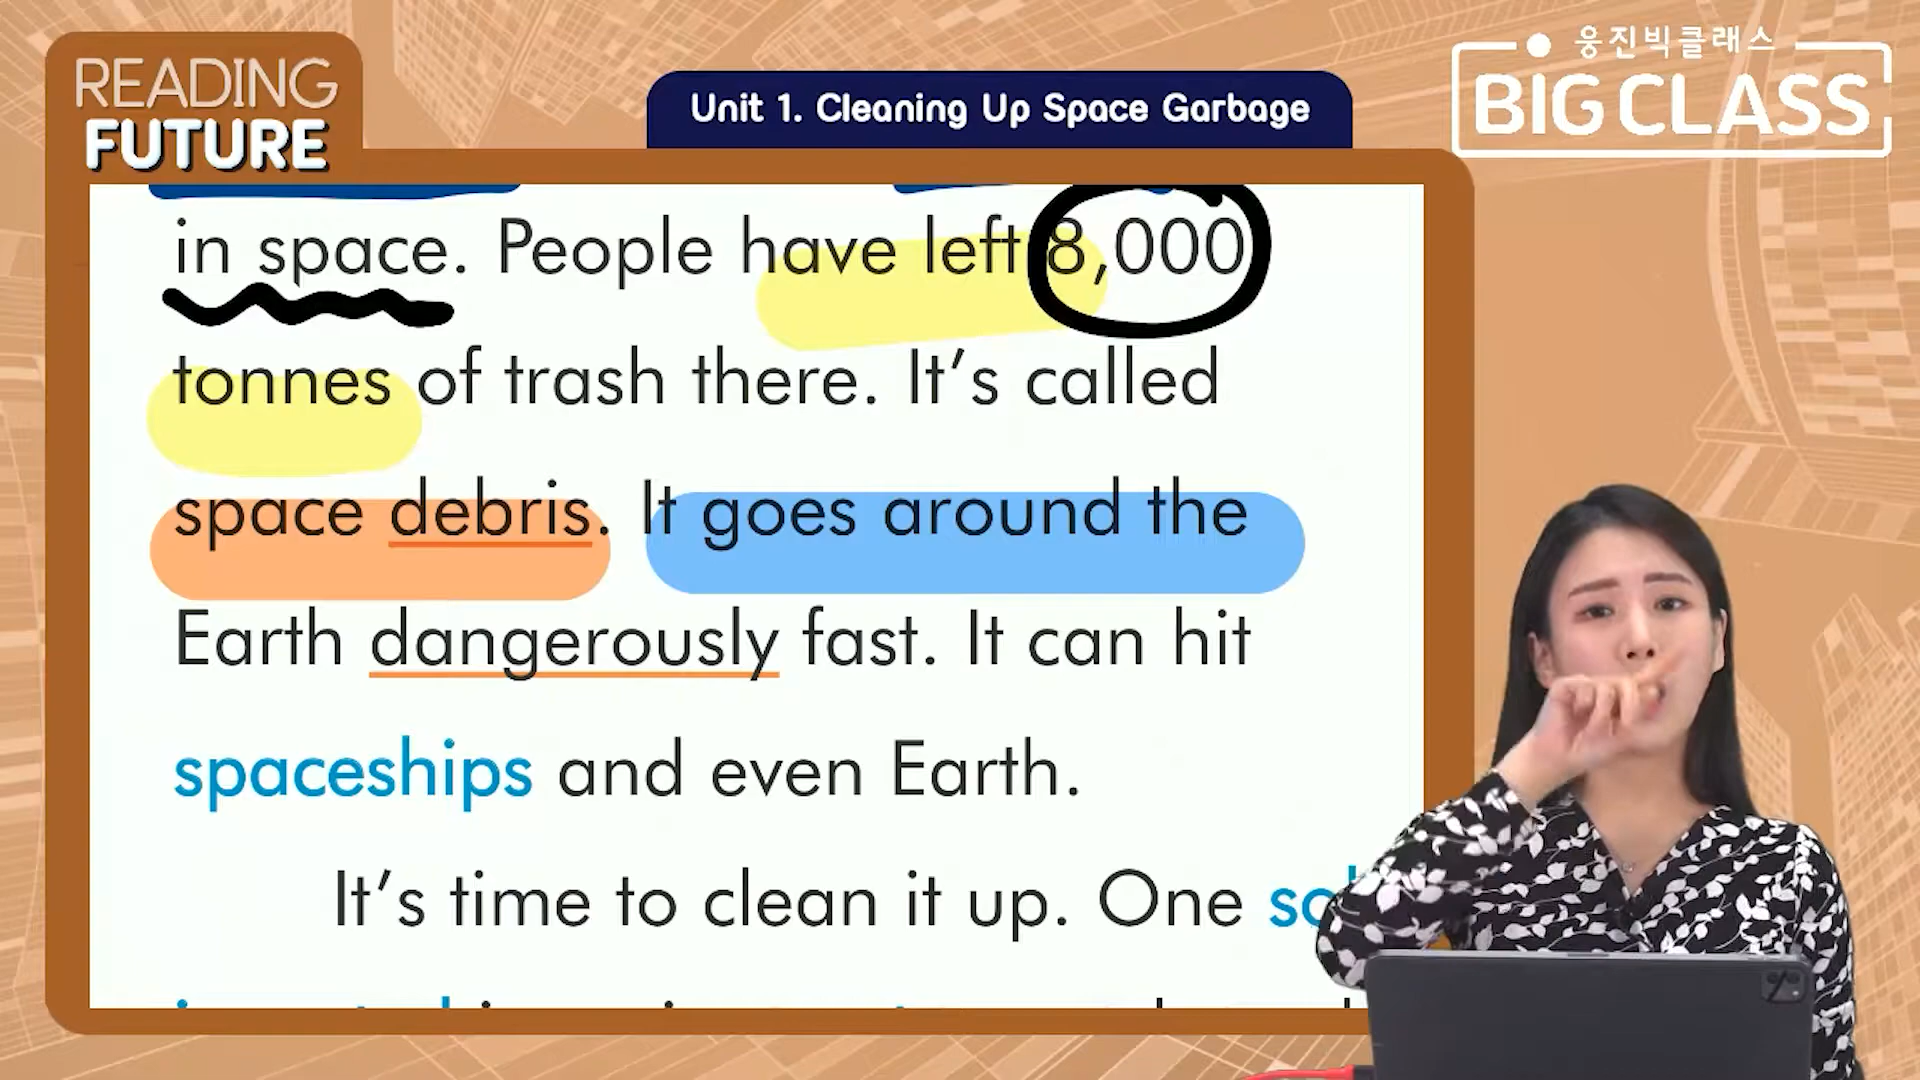 READING
FUTURE
Unit 1. Cleaning Up Space Garbage
웅진빅클래스
BIG CLASS
in space. People have left 8,000
tonnes of trash there. It's called
space debris. It goes around the
Earth dangerously fast. It can hit
spaceships and even Earth.
It's time to clean it up. One